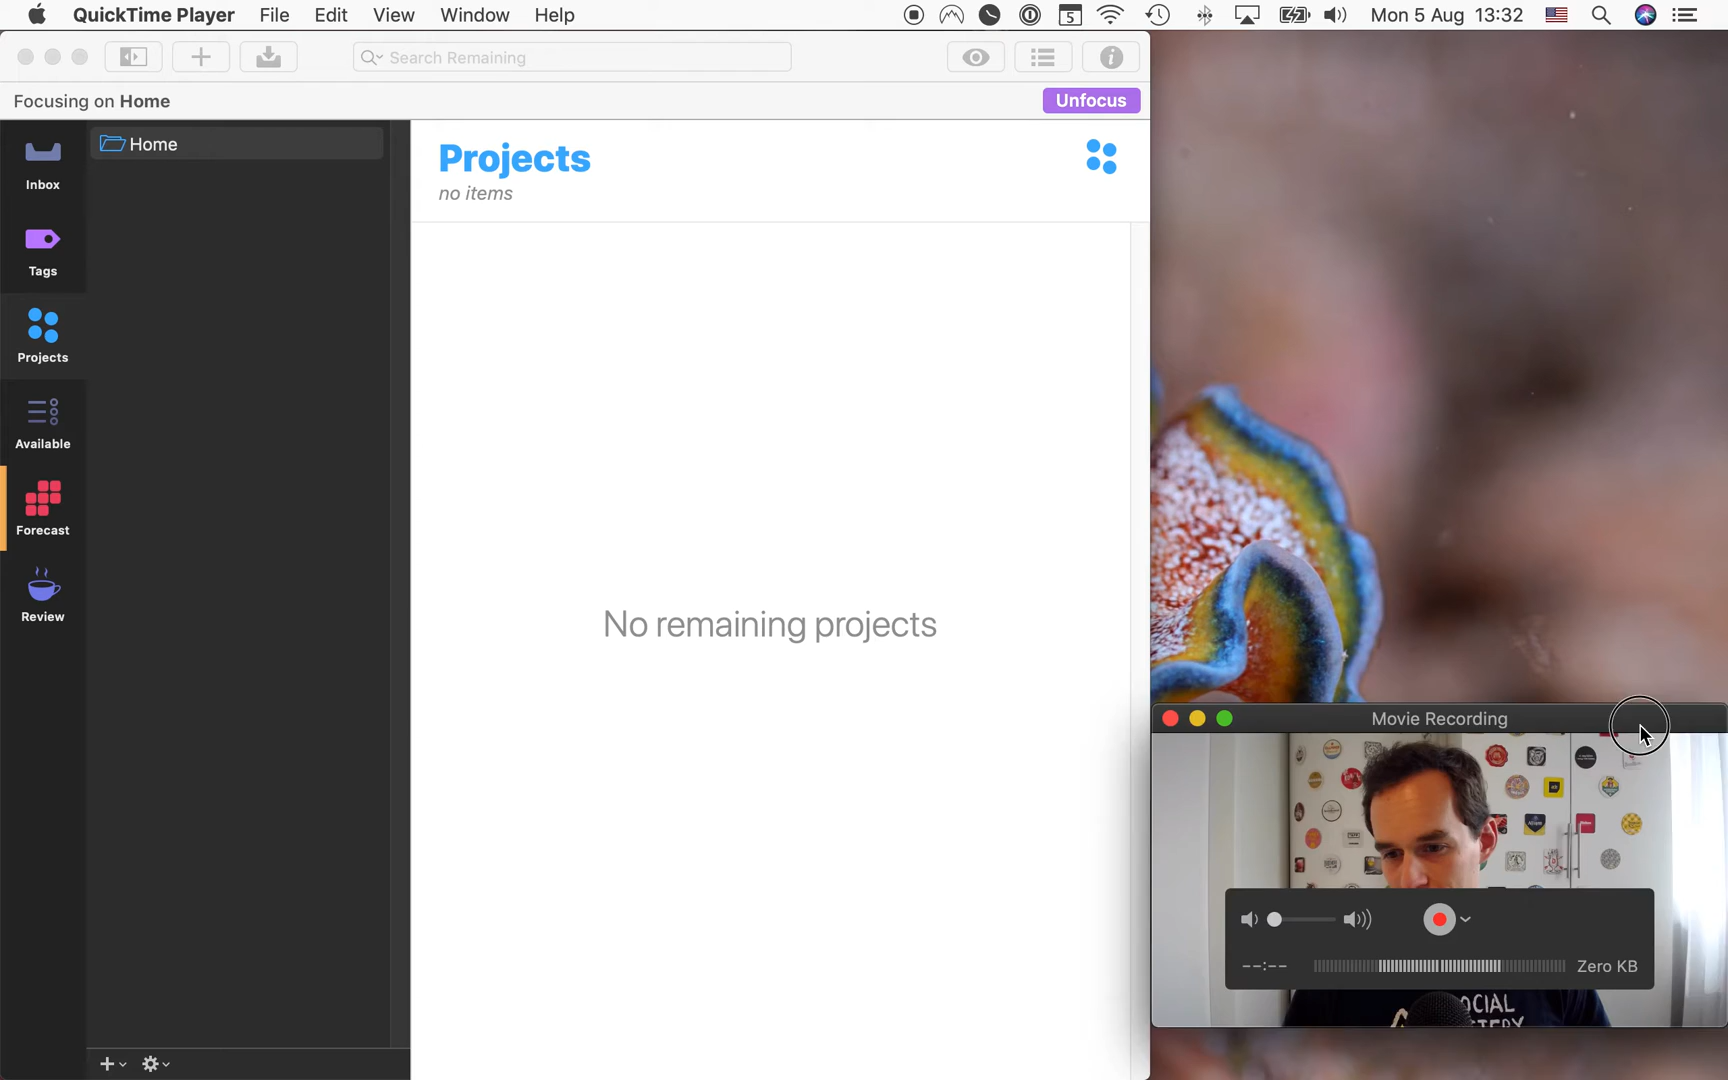 QuickTime Player File Edit View Window Help 5 Mon 5 Aug 13:32
Search Remaining
Focusing on Home Unfocus
Inbox
Tags
Projects
Available
Forecast
Review
Home
Projects
no items
No remaining projects
Movie Recording
--:-- Zero KB